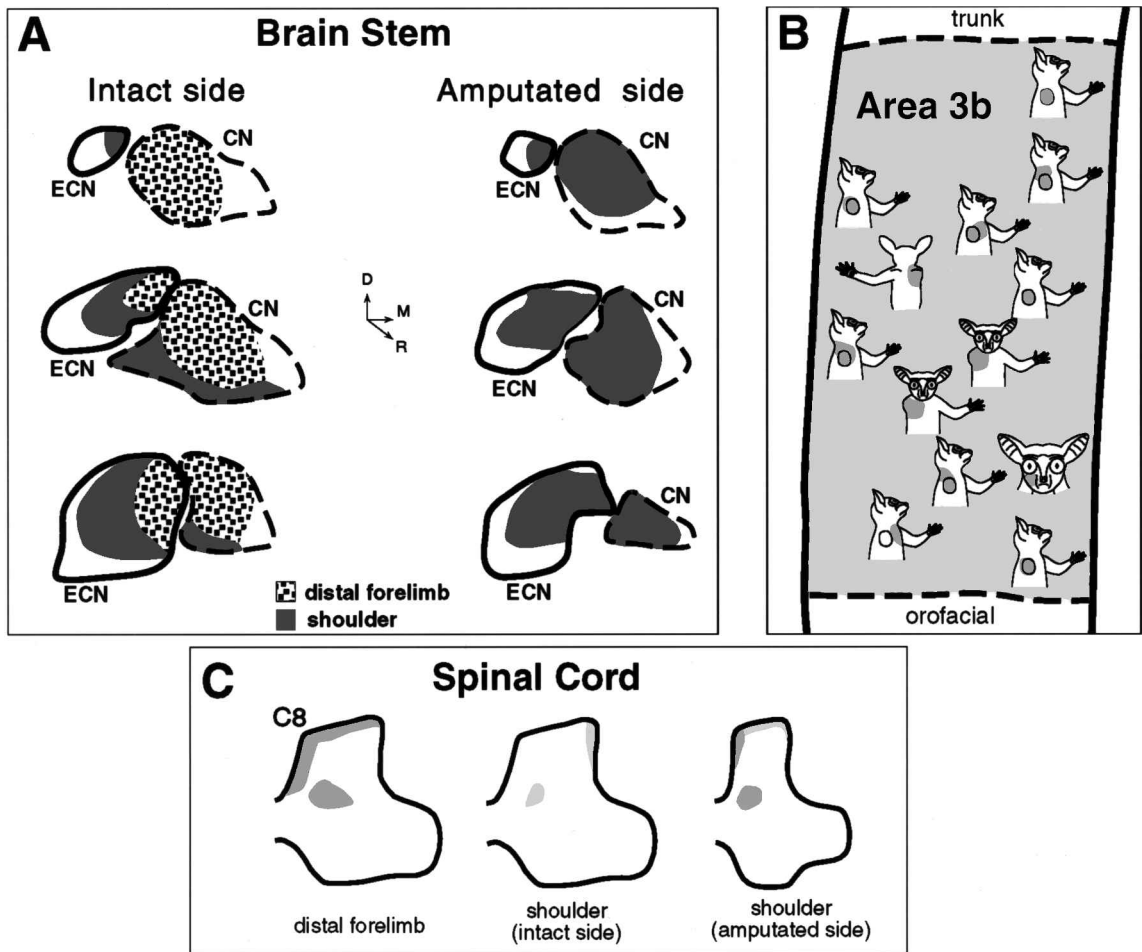 A
Brain Stem
Intact side
Amputated side
CN
ECN
CN
ECN
CN
ECN
D
M
R
CN
ECN
CN
ECN
CN
ECN
distal forelimb
shoulder
B
trunk
Area 3b
orofacial
C
Spinal Cord
C8
distal forelimb
shoulder
(intact side)
shoulder
(amputated side)